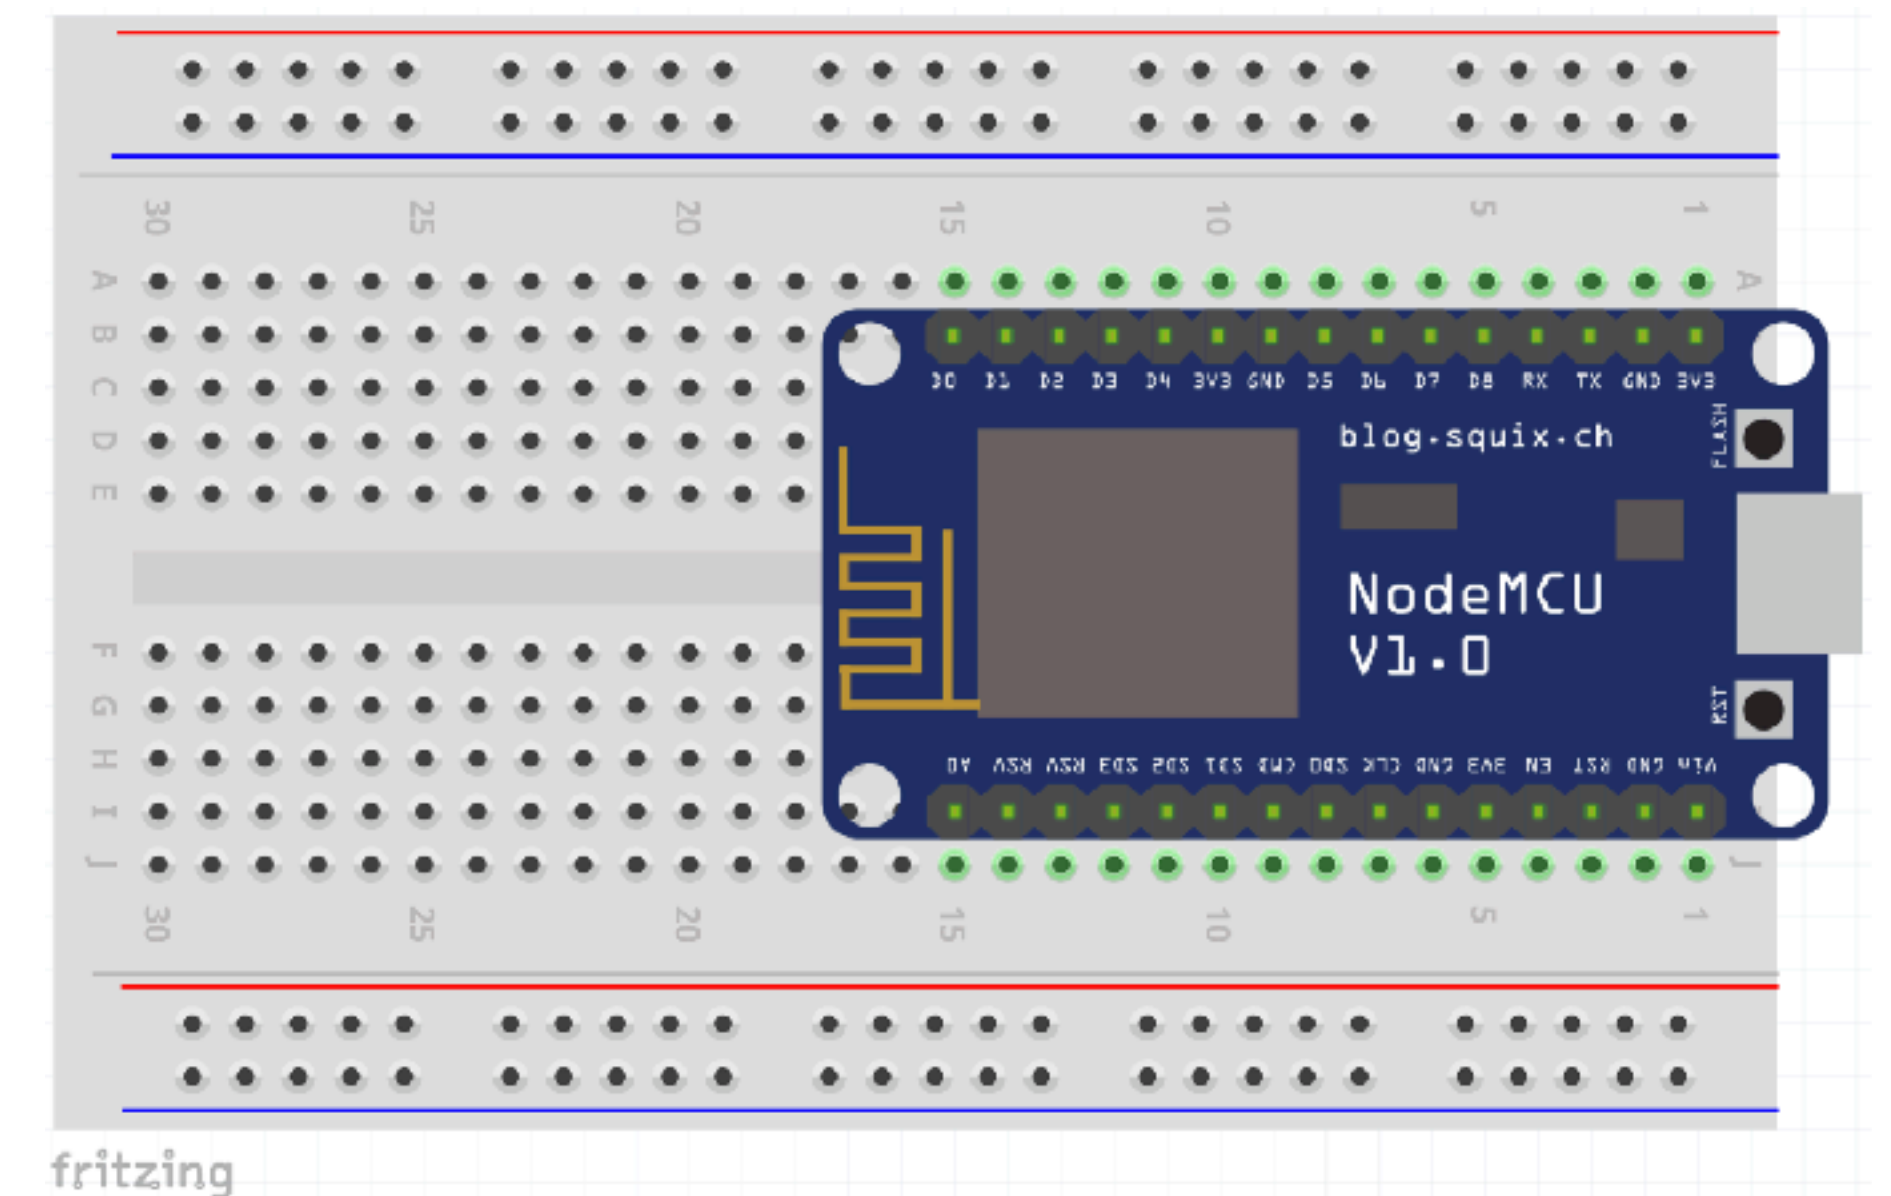 30 25 20 15 10 5 1
A A
B
C
D
E
F
G
H
I
J J
D0 D1 D2 D3 D4 3V3 GND D5 D6 D7 D8 RX TX GND 3V3
FLASH
blog.squix.ch
NodeMCU
V1.0
RST
A0 RSV RSV SD3 SD2 SD1 CMD SD0 CLK GND 3V3 EN RST GND Vin
30 25 20 15 10 5 1
fritzing